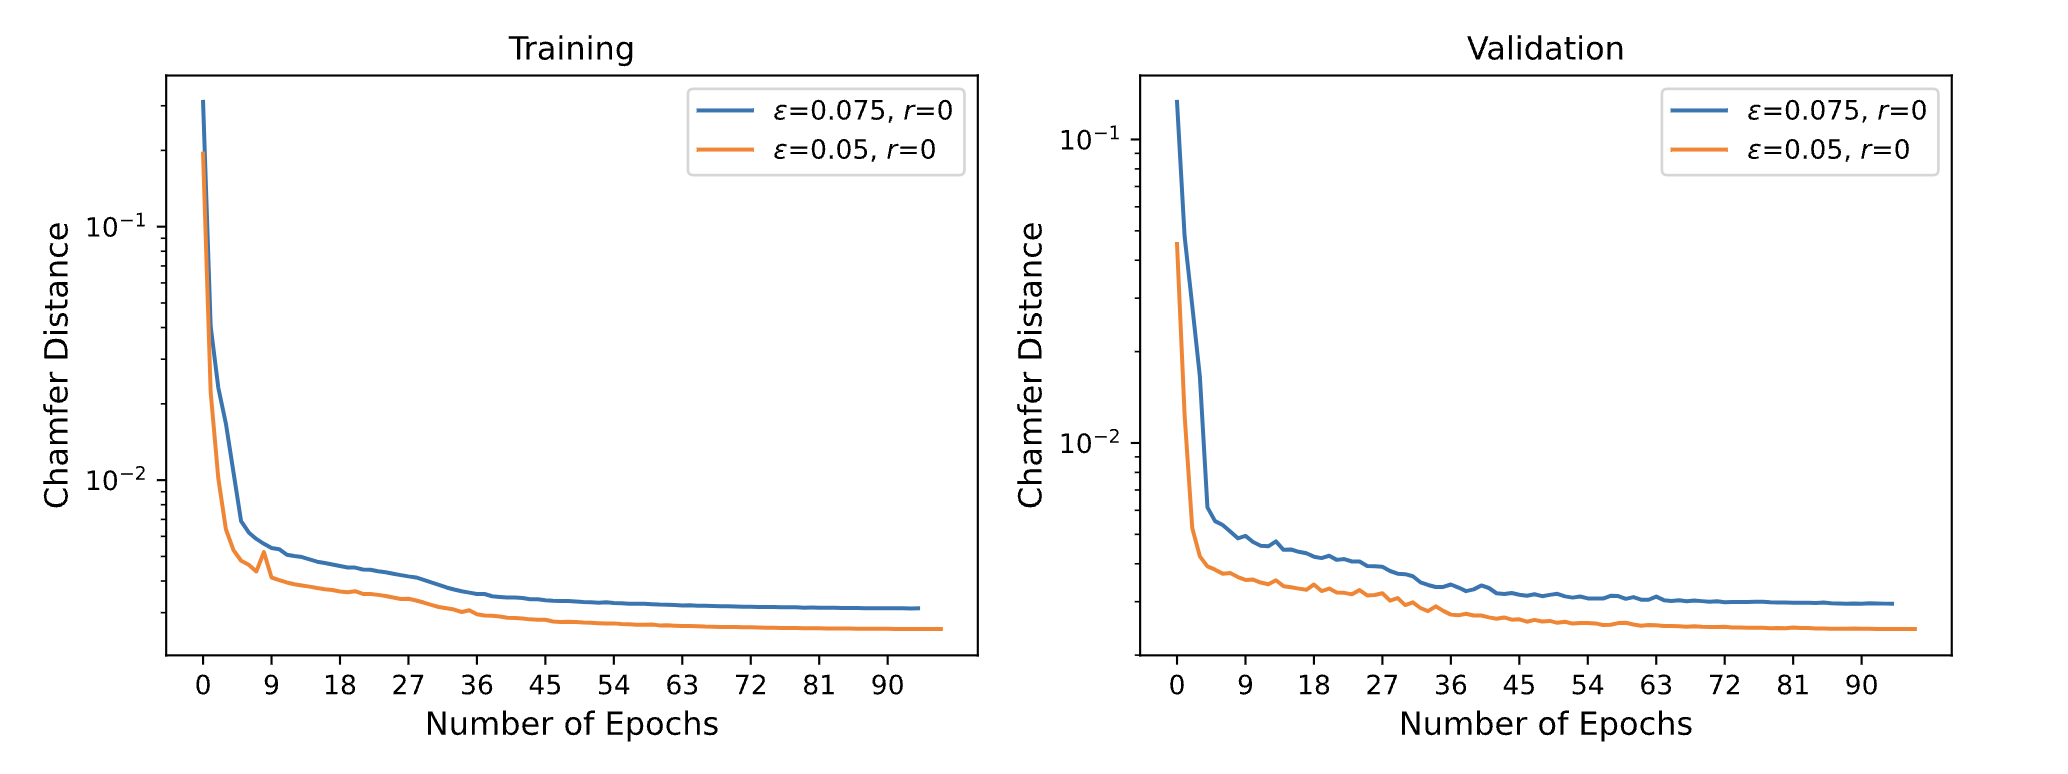 Training
Chamfer Distance
10⁻¹
10⁻²
ε=0.075, r=0
ε=0.05, r=0
0 9 18 27 36 45 54 63 72 81 90
Number of Epochs
Validation
Chamfer Distance
10⁻¹
10⁻²
ε=0.075, r=0
ε=0.05, r=0
0 9 18 27 36 45 54 63 72 81 90
Number of Epochs